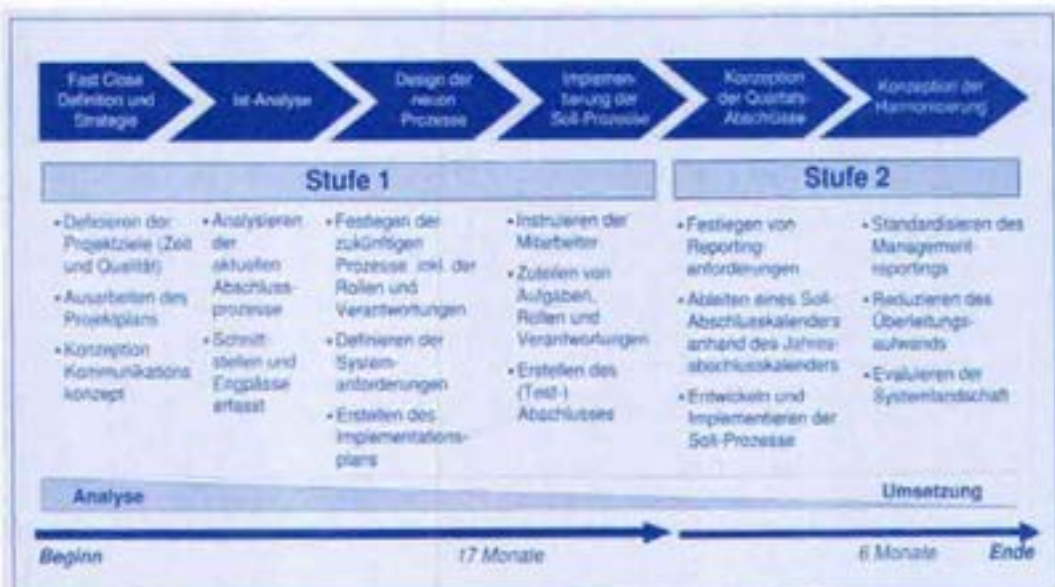 Fast Close
Definition und
Strategie
Ist-Analyse
Design der
neuen
Prozesse
Implemen-
tierung der
Soll-Prozesse
Konzeption
der Qualitäts-
Abschlüsse
Konzeption der
Harmonisierung
Stufe 1
Stufe 2
• Definieren der
Projektziele (Zeit
und Qualität)
• Ausarbeiten des
Projektplans
• Konzeption
Kommunikations
konzept
• Analysieren
der
aktuellen
Abschluss-
prozesse
• Schnitt-
stellen und
Engpässe
erfasst
• Festlegen der
zukünftigen
Prozesse inkl. der
Rollen und
Verantwortungen
• Definieren der
System-
anforderungen
• Erstellen des
Implementations-
plans
• Instruieren der
Mitarbeiter
• Zuteilen von
Aufgaben,
Rollen und
Verantwortungen
• Erstellen des
(Test-)
Abschlusses
• Festlegen von
Reporting
anforderungen
• Ableiten eines Soll-
Abschlusskalenders
anhand des Jahres-
abschlusskalenders
• Entwickeln und
Implementieren der
Soll-Prozesse
• Standardisieren des
Management-
reportings
• Reduzieren des
Überleitungs-
aufwands
• Evaluieren der
Systemlandschaft
Analyse
Umsetzung
Beginn
17 Monate
6 Monate
Ende